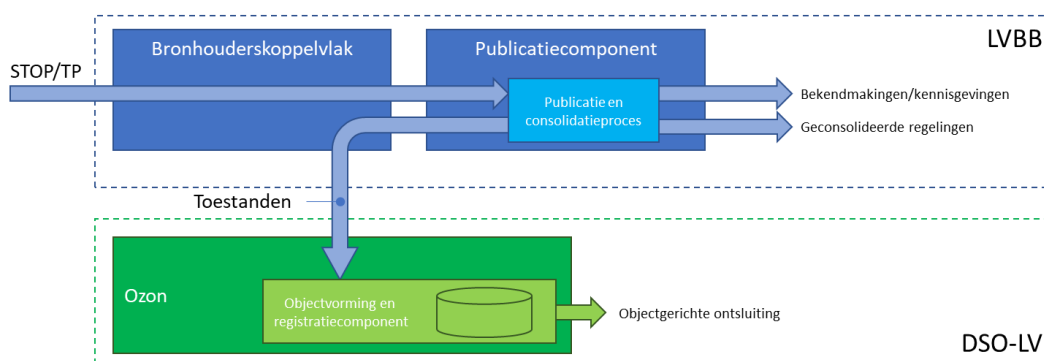 Bronhouderskoppelvlak
Publicatiecomponent
LVBB
STOP/TP
Publicatie en
consolidatieproces
Bekendmakingen/kennisgevingen
Geconsolideerde regelingen
Toestanden
Ozon
Objectvorming en
registratiecomponent
Objectgerichte ontsluiting
DSO-LV